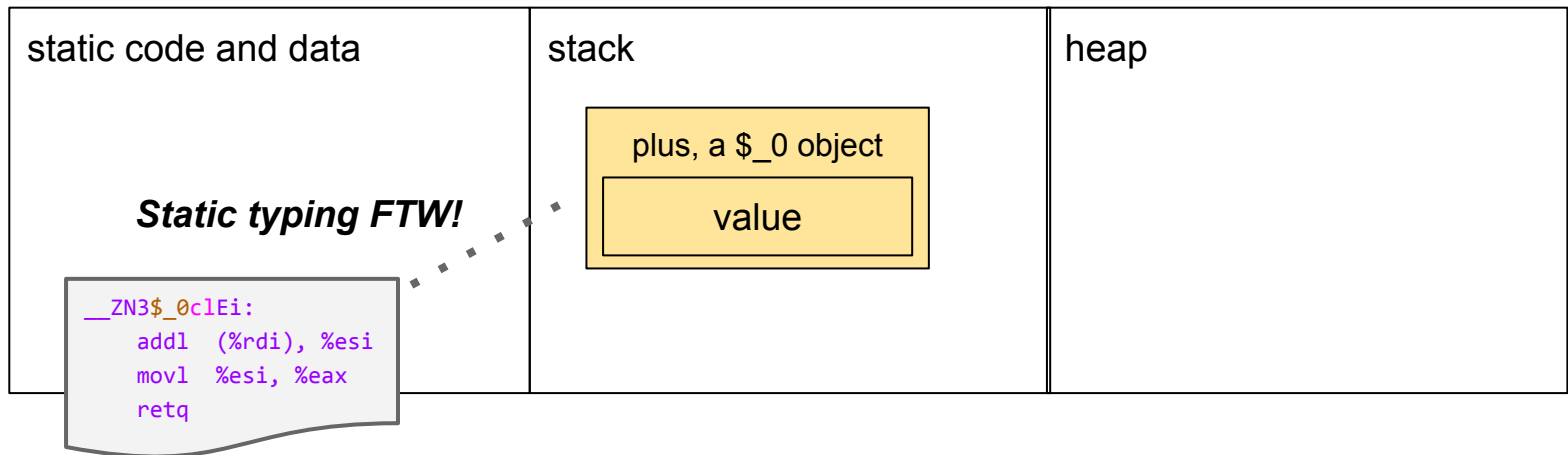 static code and data
stack
heap
plus, a $_0 object
value
Static typing FTW!
__ZN3$_0clEi:
addl (%rdi), %esi
movl %esi, %eax
retq